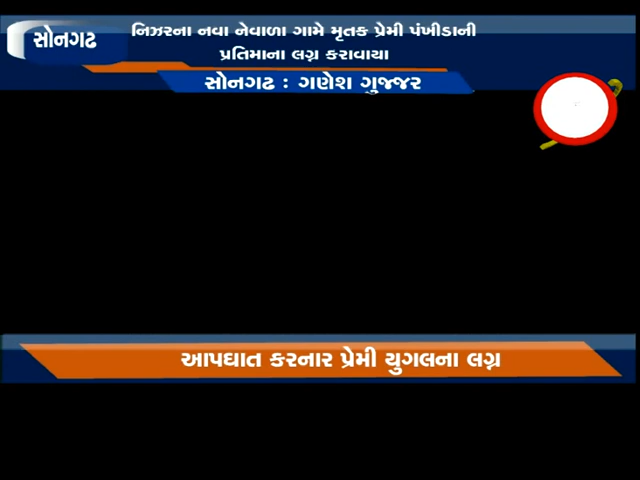 સોનગઢ
નિઝરના નવા નેવાળા ગામે મૃતક પ્રેમી પંખીડાની
પ્રતિમાના લગ્ન કરાવાયા
સોનગઢ : ગણેશ ગુજ્જર
આપઘાત કરનાર પ્રેમી યુગલના લગ્ન